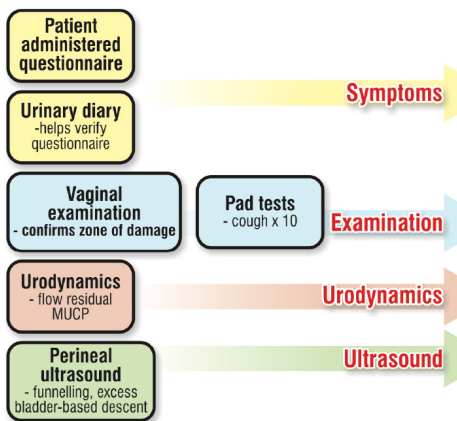 Patient
administered
questionnaire
Symptoms
Urinary diary
-helps verify
questionnaire
Vaginal
examination
- confirms zone of damage
Pad tests
- cough x 10
Examination
Urodynamics
- flow residual
MUCP
Urodynamics
Perineal
ultrasound
- funnelling, excess
bladder-based descent
Ultrasound